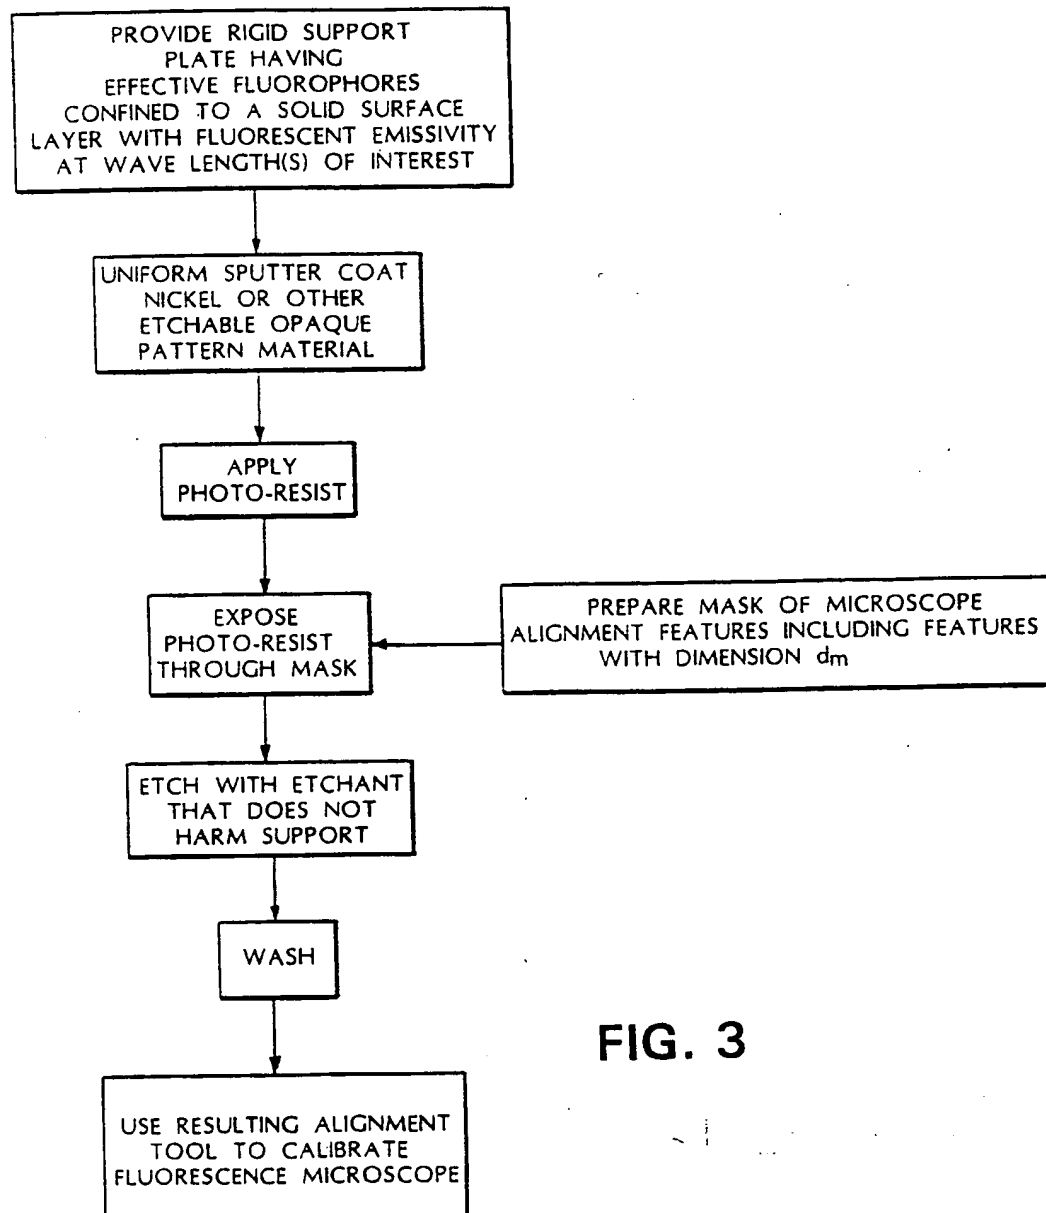 PROVIDE RIGID SUPPORT
PLATE HAVING
EFFECTIVE FLUOROPHORES
CONFINED TO A SOLID SURFACE
LAYER WITH FLUORESCENT EMISSIVITY
AT WAVE LENGTH(S) OF INTEREST
UNIFORM SPUTTER COAT
NICKEL OR OTHER
ETCHABLE OPAQUE
PATTERN MATERIAL
APPLY
PHOTO-RESIST
EXPOSE
PHOTO-RESIST
THROUGH MASK
PREPARE MASK OF MICROSCOPE
ALIGNMENT FEATURES INCLUDING FEATURES
WITH DIMENSION dm
ETCH WITH ETCHANT
THAT DOES NOT
HARM SUPPORT
WASH
USE RESULTING ALIGNMENT
TOOL TO CALIBRATE
FLUORESCENCE MICROSCOPE
FIG. 3